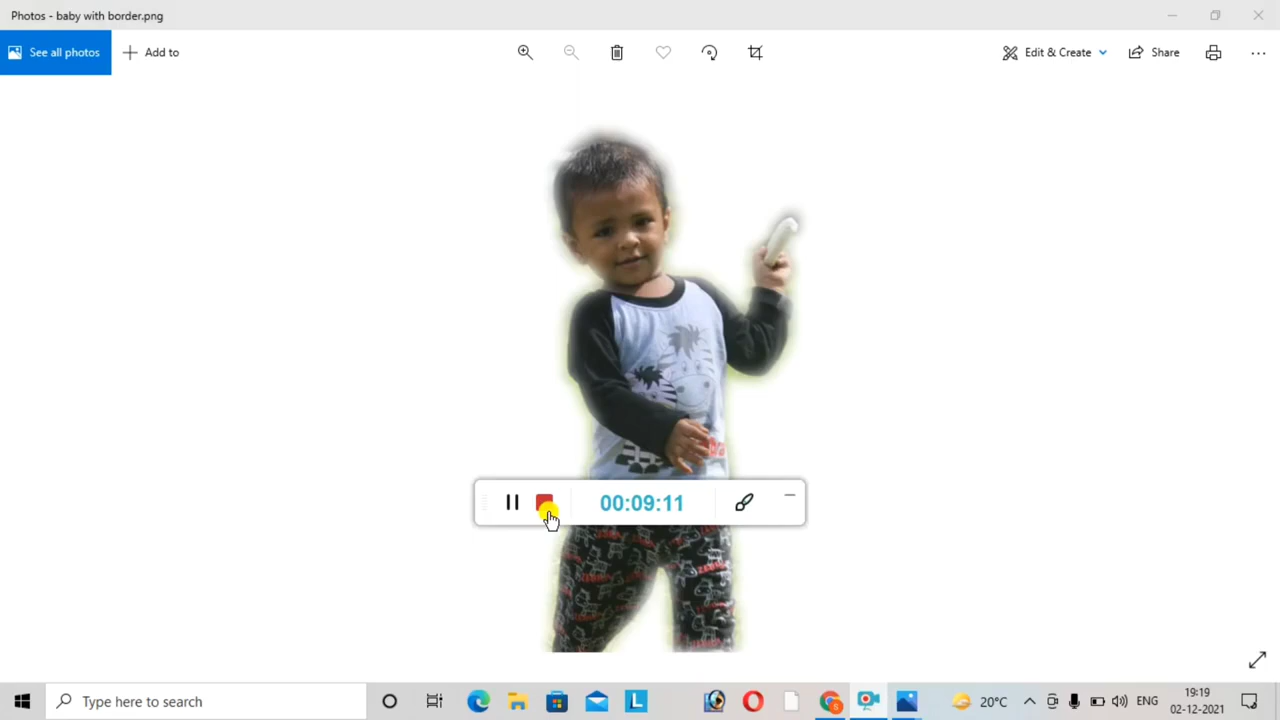 Photos - baby with border.png
See all photos
Add to
Edit & Create
Share
00:09:11
Type here to search
L
20°C
ENG
19:19
02-12-2021